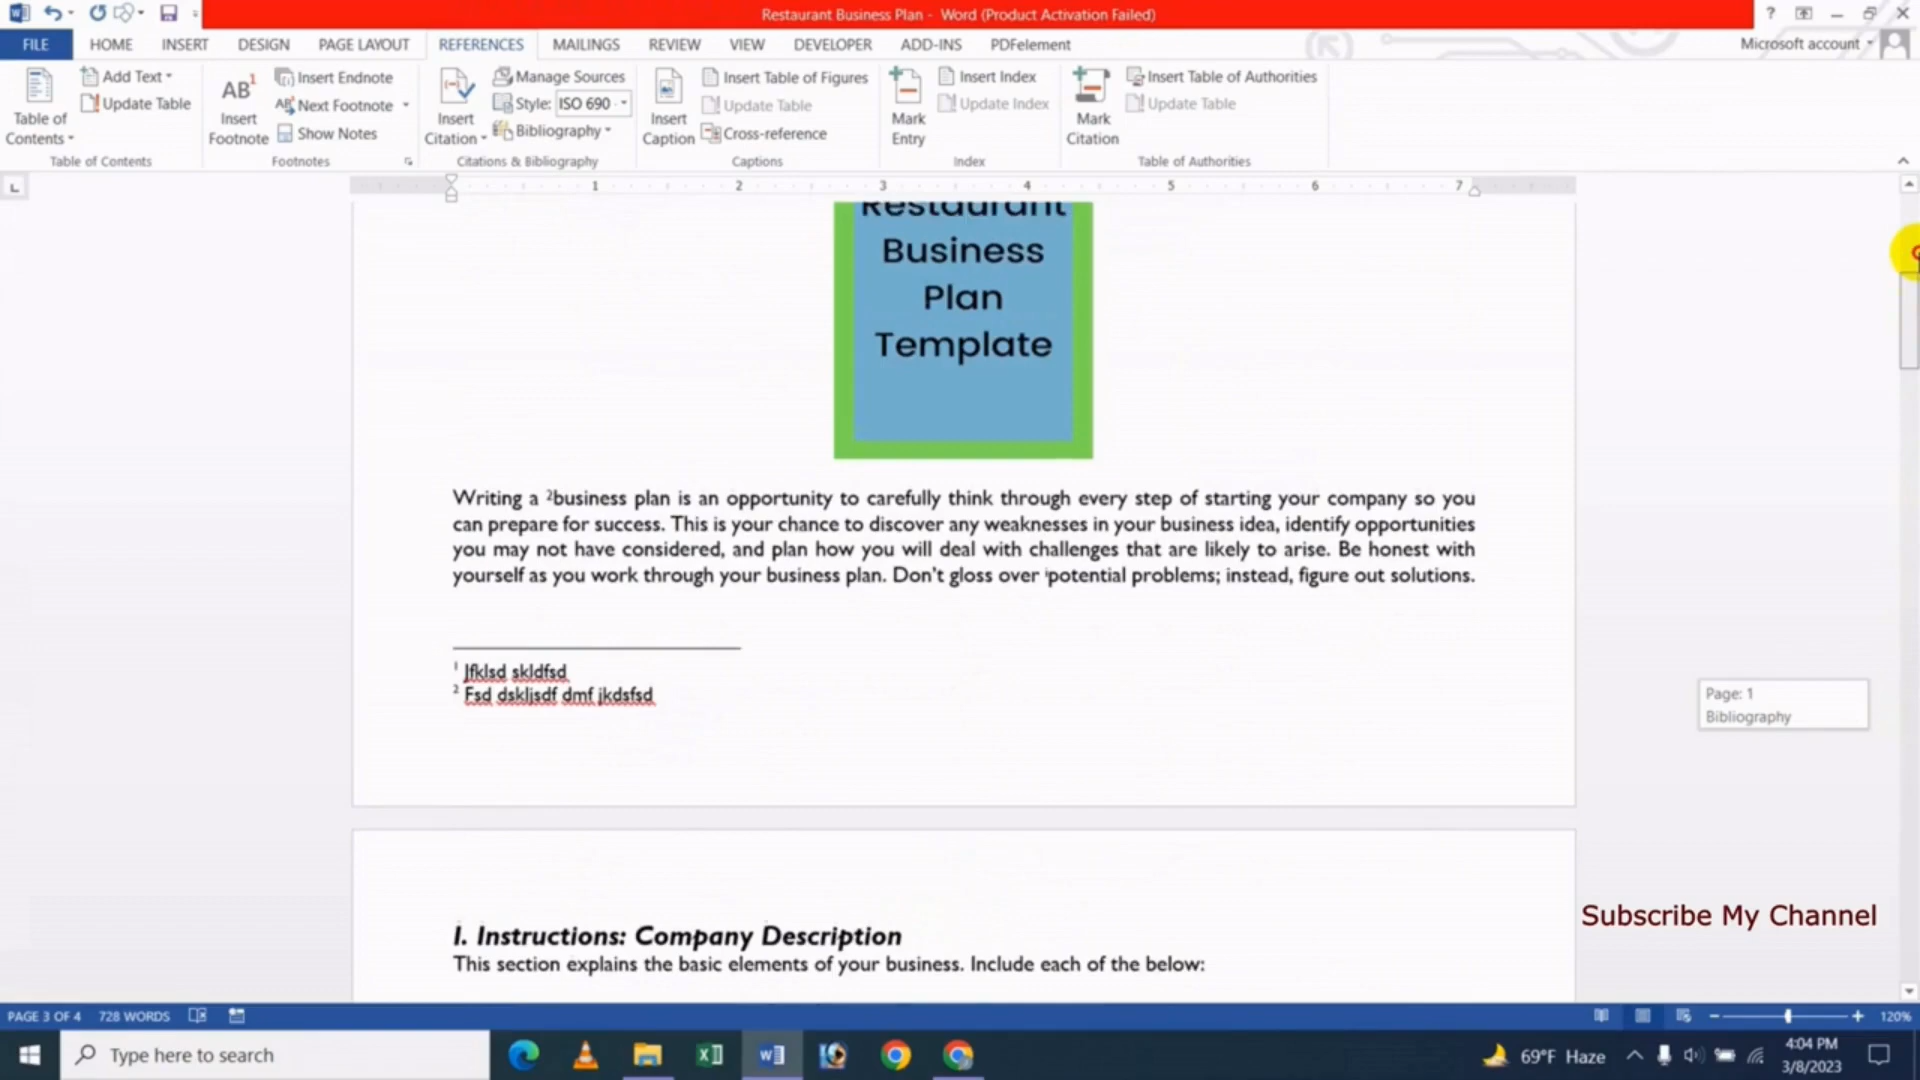 Restaurant Business Plan - Word (Product Activation Failed)
?
FILE HOME INSERT DESIGN PAGE LAYOUT REFERENCES MAILINGS REVIEW VIEW DEVELOPER ADD-INS PDFelement Microsoft account
Table of Contents
Add Text
Update Table
Table of Contents
AB1 Insert Footnote
Insert Endnote
Next Footnote
Show Notes
Footnotes
Insert Citation
Manage Sources
Style: ISO 690
Bibliography
Citations & Bibliography
Insert Caption
Insert Table of Figures
Update Table
Cross-reference
Captions
Mark Entry
Insert Index
Update Index
Index
Mark Citation
Insert Table of Authorities
Update Table
Table of Authorities
1 2 3 4 5 6 7
Restaurant
Business
Plan
Template
Writing a ²business plan is an opportunity to carefully think through every step of starting your company so you
can prepare for success. This is your chance to discover any weaknesses in your business idea, identify opportunities
you may not have considered, and plan how you will deal with challenges that are likely to arise. Be honest with
yourself as you work through your business plan. Don't gloss over ⁱpotential problems; instead, figure out solutions.
¹ Jfklsd skldfsd
² Fsd dskljsdf dmf jkdsfsd
Page: 1
Bibliography
Subscribe My Channel
I. Instructions: Company Description
This section explains the basic elements of your business. Include each of the below:
PAGE 3 OF 4 728 WORDS 120%
Type here to search
69°F Haze
4:04 PM
3/8/2023